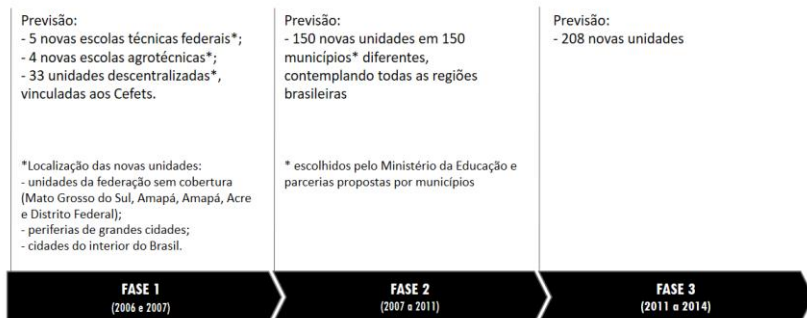 Previsão:
- 5 novas escolas técnicas federais*;
- 4 novas escolas agrotécnicas*;
- 33 unidades descentralizadas*,
vinculadas aos Cefets.
*Localização das novas unidades:
- unidades da federação sem cobertura
(Mato Grosso do Sul, Amapá, Amapá, Acre
e Distrito Federal);
- periferias de grandes cidades;
- cidades do interior do Brasil.
FASE 1
(2006 e 2007)
Previsão:
- 150 novas unidades em 150
municípios* diferentes,
contemplando todas as regiões
brasileiras
* escolhidos pelo Ministério da Educação e
parcerias propostas por municípios
FASE 2
(2007 a 2011)
Previsão:
- 208 novas unidades
FASE 3
(2011 a 2014)